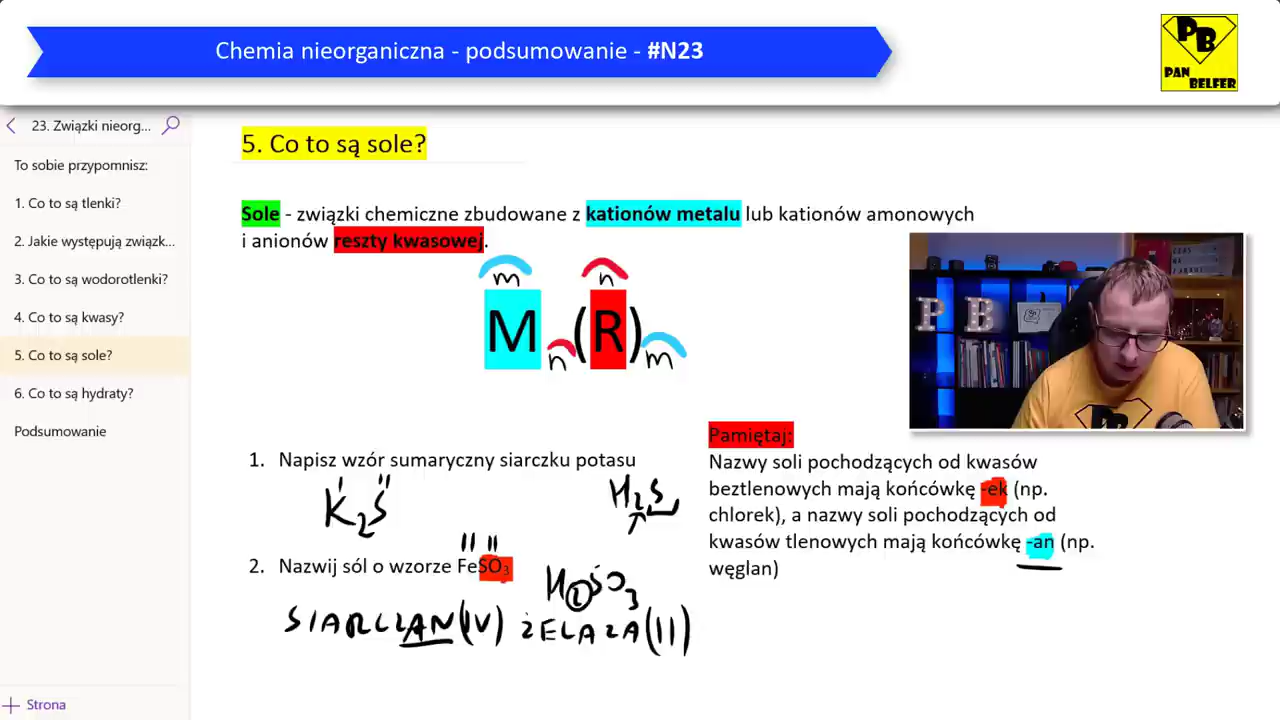 Chemia nieorganiczna - podsumowanie - #N23
PB
PAN
BELFER
23. Związki nieorg...
To sobie przypomnisz:
1. Co to są tlenki?
2. Jakie występują związk...
3. Co to są wodorotlenki?
4. Co to są kwasy?
5. Co to są sole?
6. Co to są hydraty?
Podsumowanie
Strona
5. Co to są sole?
Sole - związki chemiczne zbudowane z kationów metalu lub kationów amonowych
i anionów reszty kwasowej.
m n
M n (R) m
1. Napisz wzór sumaryczny siarczku potasu
I II
K2S H2S
2. Nazwij sól o wzorze FeSO3
II II
H2SO3
SIARCZAN(IV) ŻELAZA(II)
Pamiętaj:
Nazwy soli pochodzących od kwasów
beztlenowych mają końcówkę -ek (np.
chlorek), a nazwy soli pochodzących od
kwasów tlenowych mają końcówkę -an (np.
węglan)
P B
PB